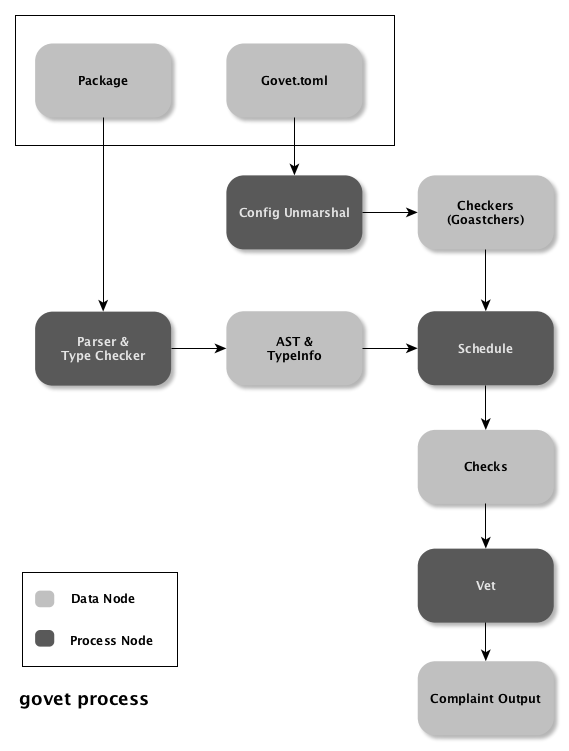 Package
Govet.toml
Config Unmarshal
Checkers
(Goastchers)
Parser &
Type Checker
AST &
TypeInfo
Schedule
Checks
Vet
Data Node
Process Node
govet process
Complaint Output